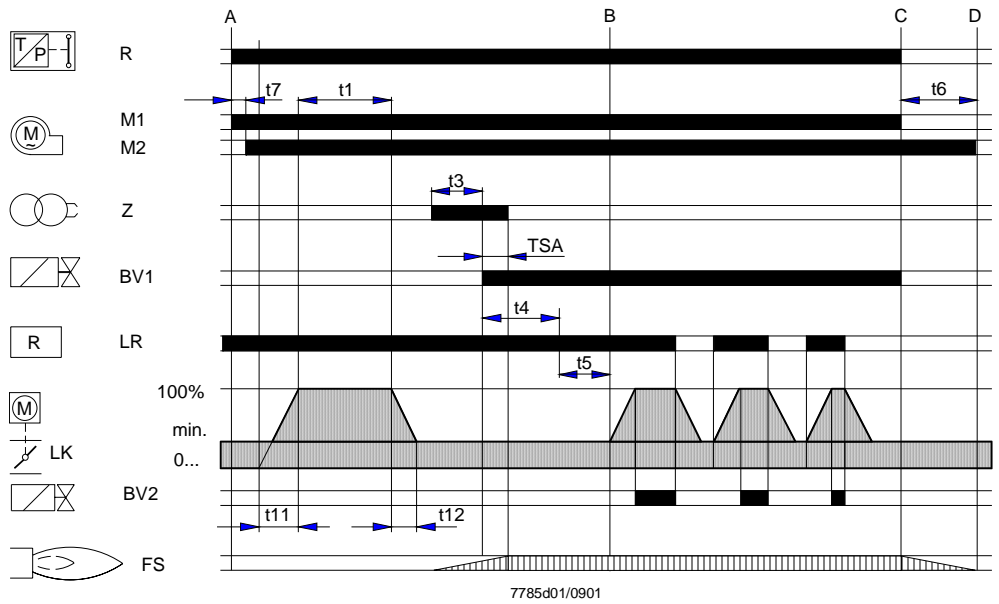 A B C D
T/P R
t7 t1 t6
M1
M ~
M2
t3
Z
TSA
BV1
t4
R LR
t5
100%
M
min.
LK
0...
BV2
t11 t12
FS
7785d01/0901